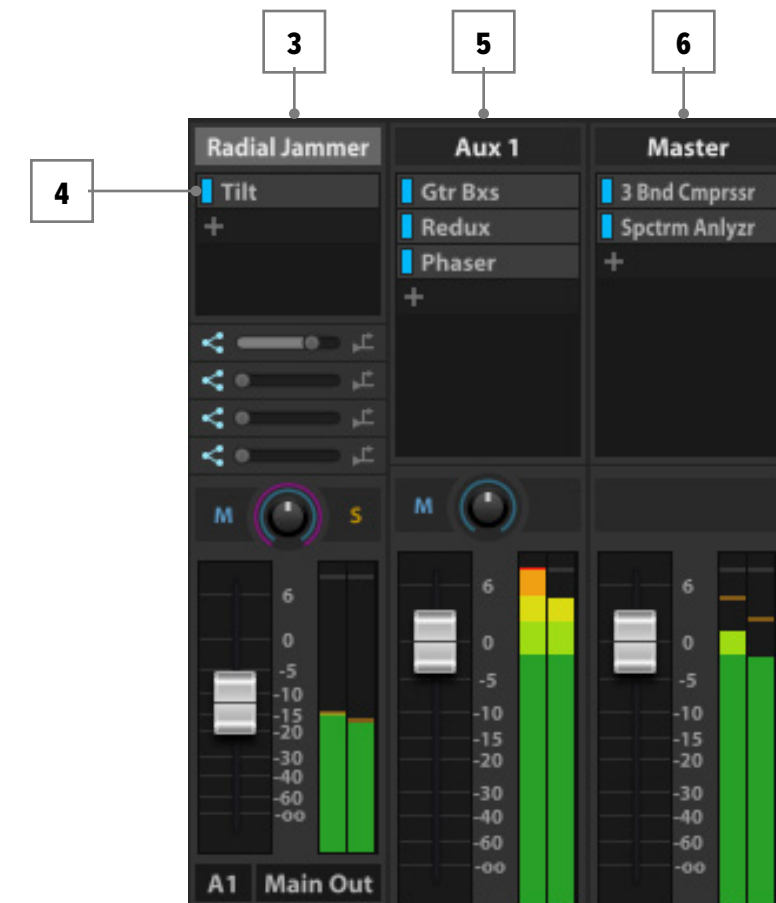 3 5 6
4
Radial Jammer
Tilt
+
M S
6
0
-5
-10
-15
-20
-30
-40
-60
-oo
A1 Main Out
Aux 1
Gtr Bxs
Redux
Phaser
+
M
6
0
-5
-10
-15
-20
-30
-40
-60
-oo
Master
3 Bnd Cmprssr
Spctrm Anlyzr
+
6
0
-5
-10
-15
-20
-30
-40
-60
-oo